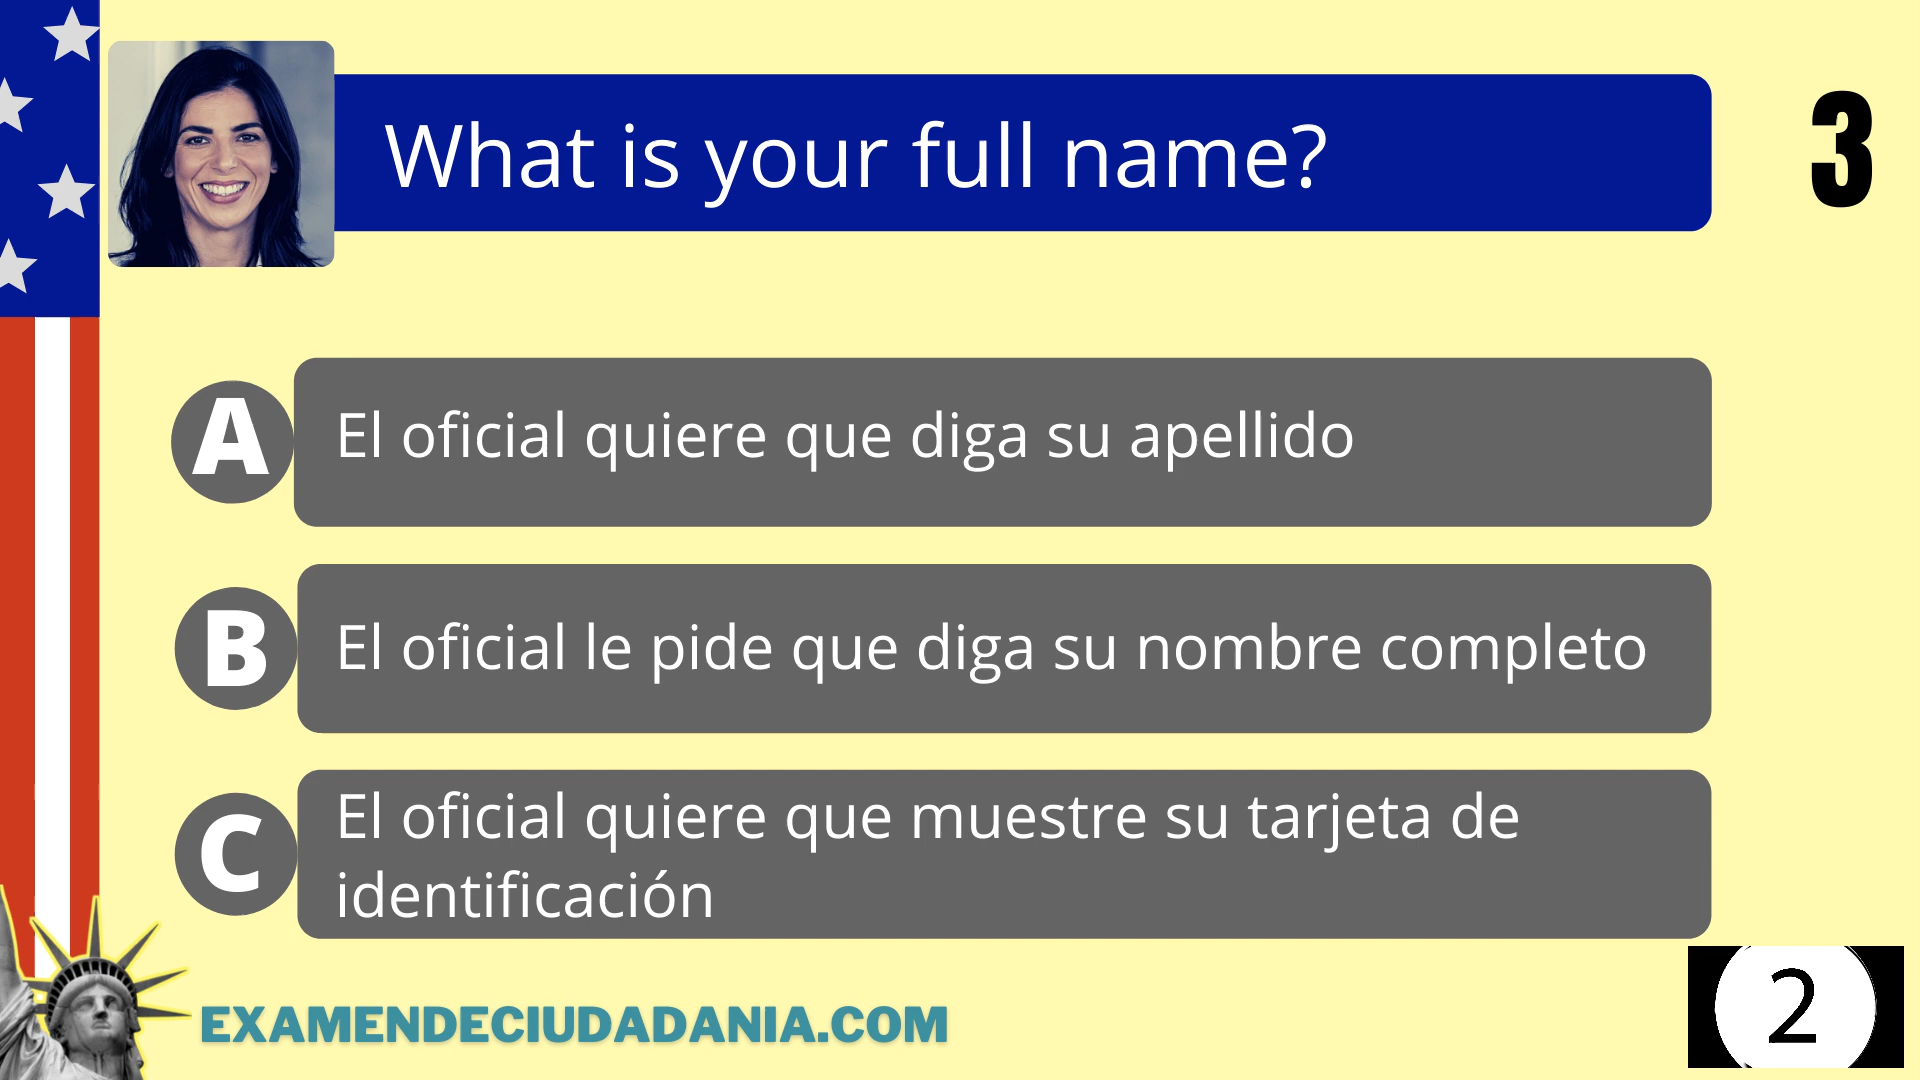 What is your full name?
3
A
El oficial quiere que diga su apellido
B
El oficial le pide que diga su nombre completo
C
El oficial quiere que muestre su tarjeta de
identificación
EXAMENDECIUDADANIA.COM
2